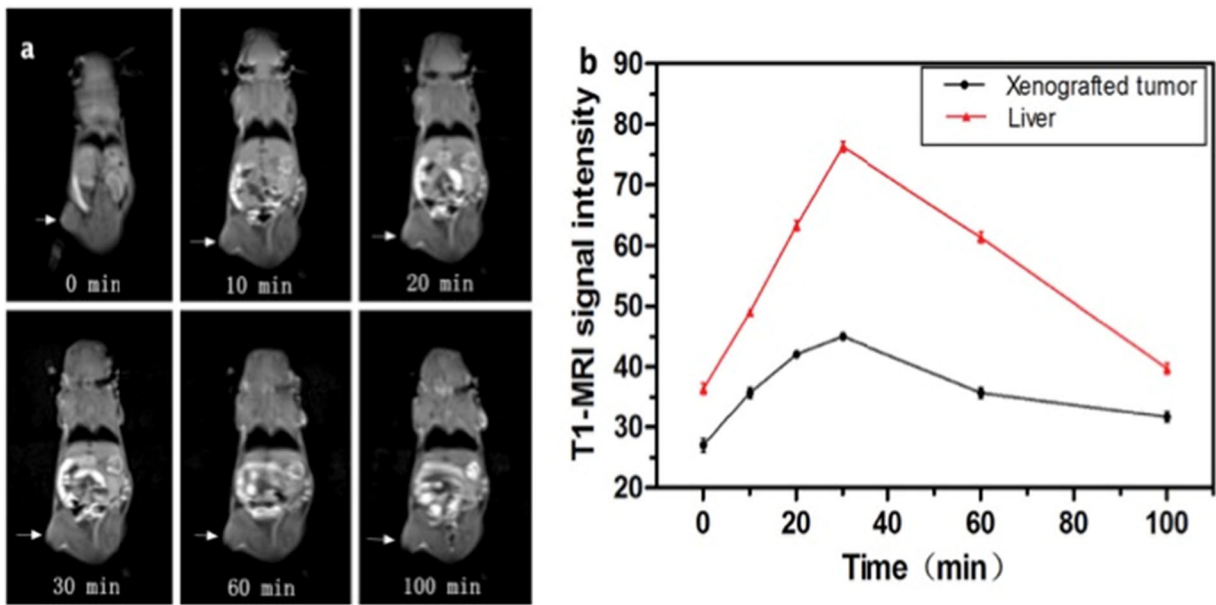 a
0 min
10 min
20 min
30 min
60 min
100 min
b
90
80
70
60
50
40
30
20
T1-MRI signal intensity
Xenografted tumor
Liver
0 20 40 60 80 100
Time（min）